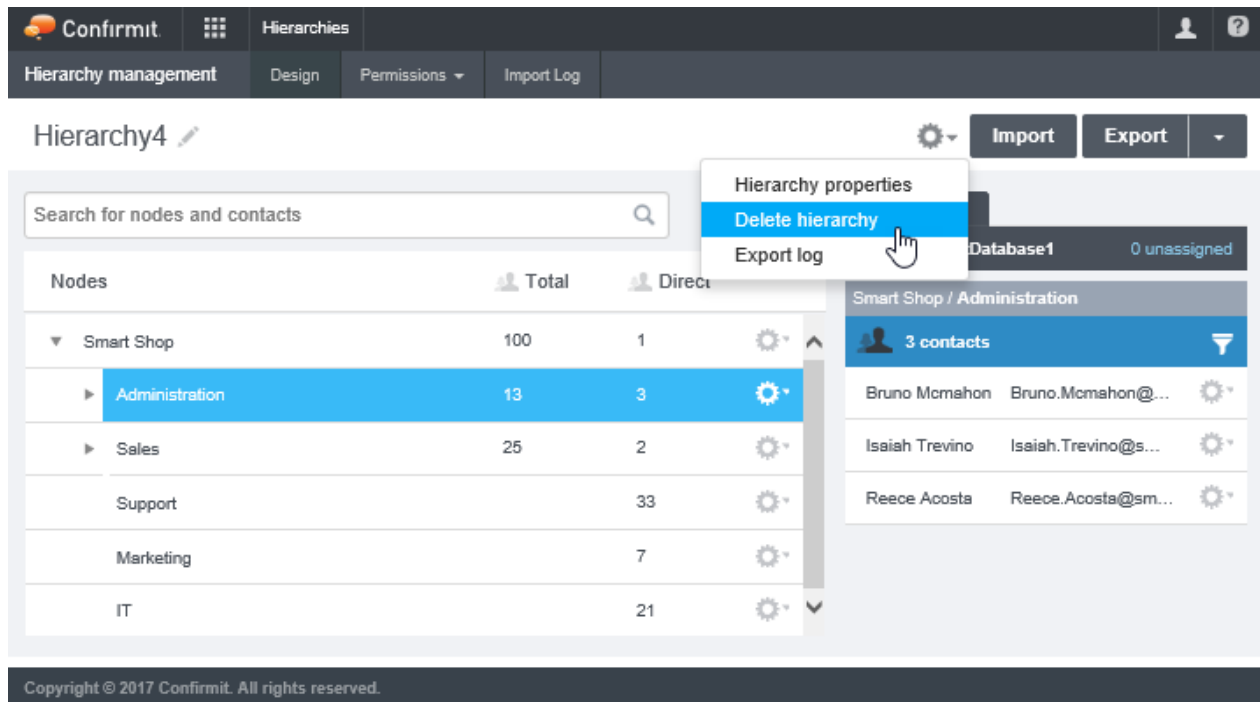 Confirmit.
Hierarchies
Hierarchy management
Design
Permissions
Import Log
Hierarchy4
Import
Export
Hierarchy properties
Delete hierarchy
Export log
Search for nodes and contacts
Database1
0 unassigned
Nodes
Total
Direct
Smart Shop / Administration
3 contacts
Smart Shop 100 1
Administration 13 3
Sales 25 2
Support 33
Marketing 7
IT 21
Bruno Mcmahon Bruno.Mcmahon@...
Isaiah Trevino Isaiah.Trevino@s...
Reece Acosta Reece.Acosta@sm...
Copyright © 2017 Confirmit. All rights reserved.